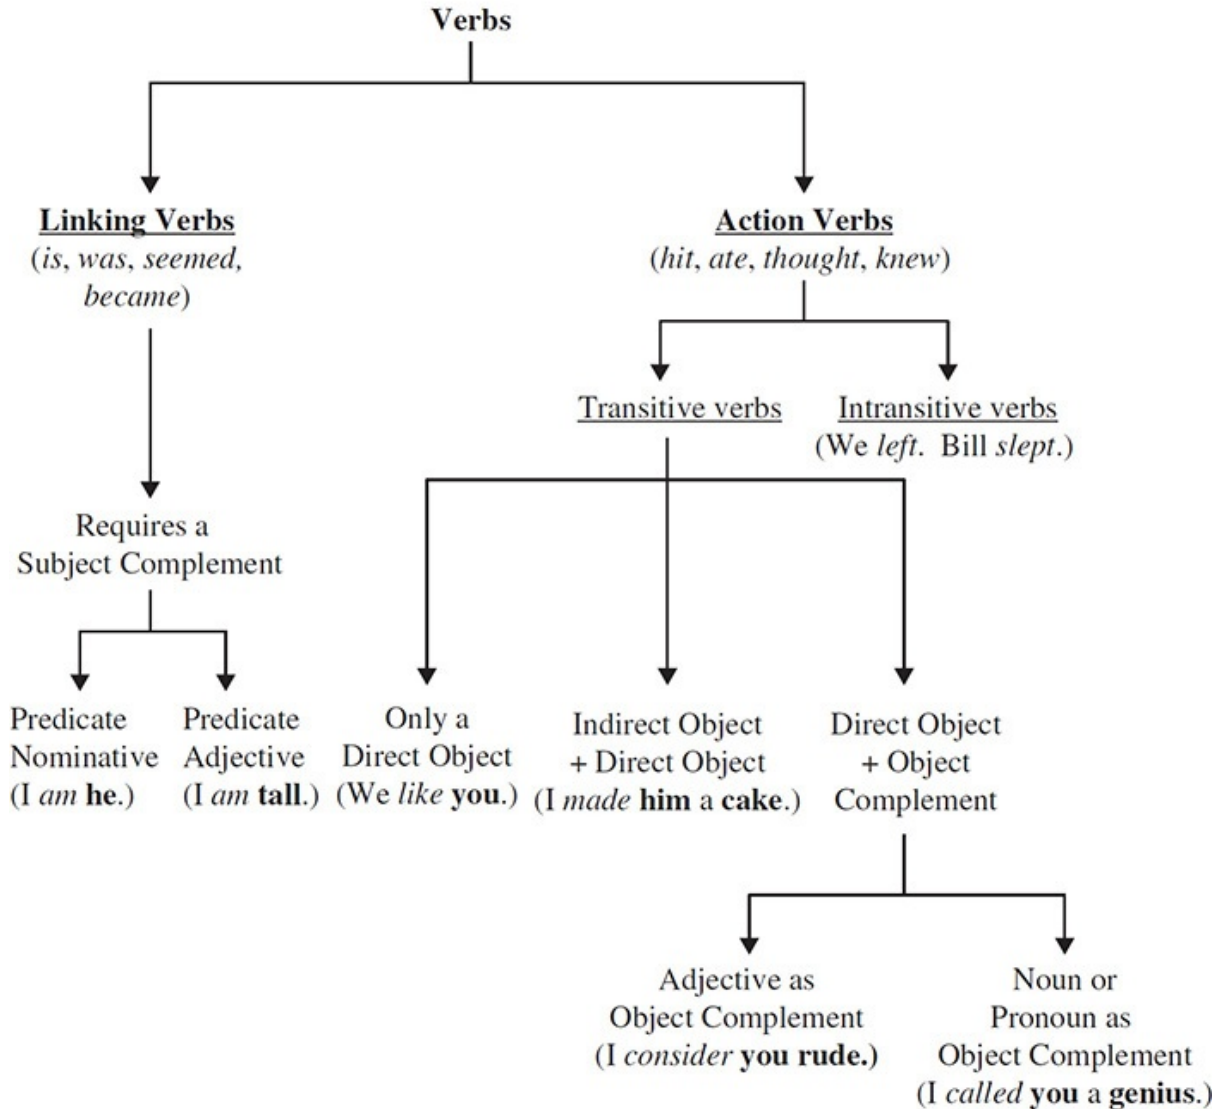 Verbs
Linking Verbs
(is, was, seemed,
became)
Action Verbs
(hit, ate, thought, knew)
Transitive verbs
Intransitive verbs
(We left.  Bill slept.)
Requires a
Subject Complement
Predicate
Nominative
(I am he.)
Predicate
Adjective
(I am tall.)
Only a
Direct Object
(We like you.)
Indirect Object
+ Direct Object
(I made him a cake.)
Direct Object
+ Object
Complement
Adjective as
Object Complement
(I consider you rude.)
Noun or
Pronoun as
Object Complement
(I called you a genius.)